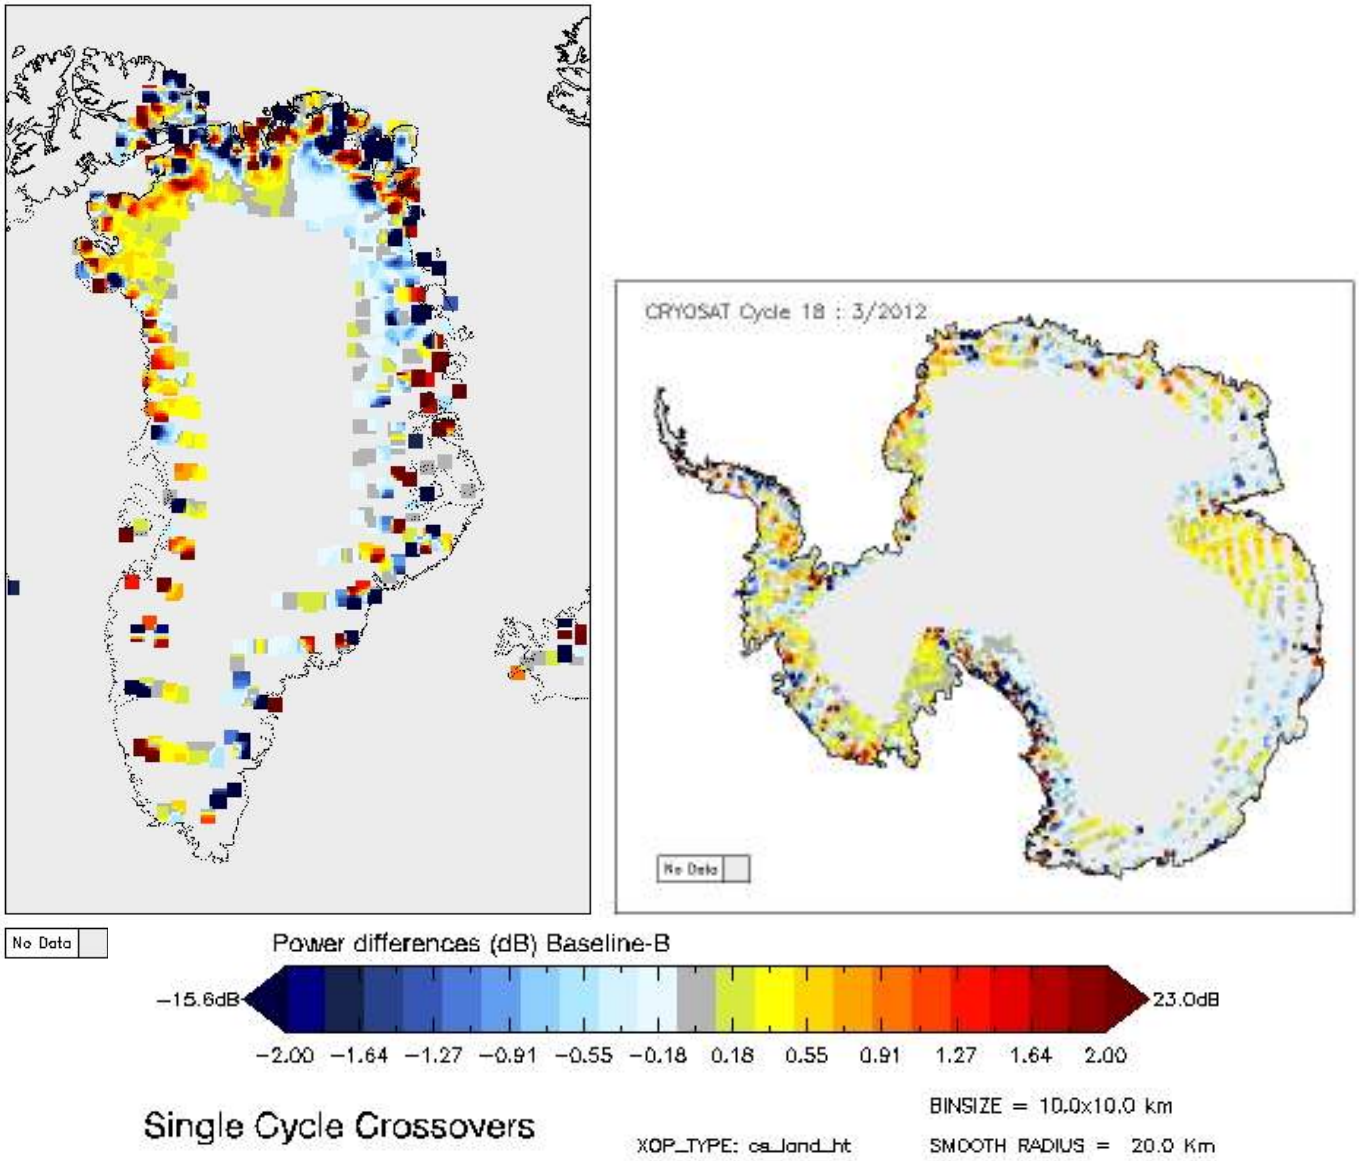 CRYOSAT Cycle 18 : 3/2012
No Data
No Data
Power differences (dB) Baseline-B
-15.6dB
23.0dB
-2.00 -1.64 -1.27 -0.91 -0.55 -0.18 0.18 0.55 0.91 1.27 1.64 2.00
BINSIZE = 10.0x10.0 km
Single Cycle Crossovers
XOP_TYPE: cs_land_ht
SMOOTH RADIUS = 20.0 Km